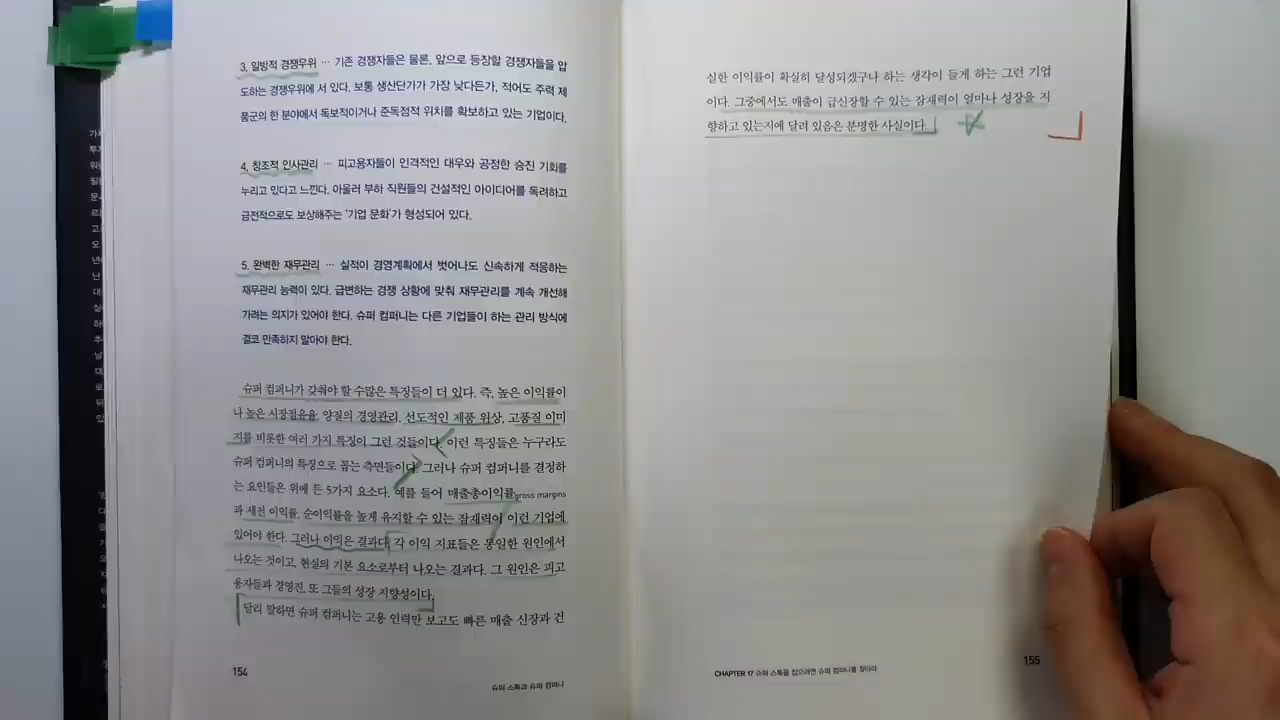 3. 일방적 경쟁우위 … 기존 경쟁자들은 물론, 앞으로 등장할 경쟁자들을 압
도하는 경쟁우위에 서 있다. 보통 생산단가가 가장 낮다든가, 적어도 주력 제
품군의 한 분야에서 독보적이거나 준독점적 위치를 확보하고 있는 기업이다.
4. 창조적 인사관리 … 피고용자들이 인격적인 대우와 공정한 승진 기회를
누리고 있다고 느낀다. 아울러 부하 직원들의 건설적인 아이디어를 독려하고
금전적으로도 보상해주는 '기업 문화'가 형성되어 있다.
5. 완벽한 재무관리 … 실적이 경영계획에서 벗어나도 신속하게 적응하는
재무관리 능력이 있다. 급변하는 경쟁 상황에 맞춰 재무관리를 계속 개선해
가려는 의지가 있어야 한다. 슈퍼 컴퍼니는 다른 기업들이 하는 관리 방식에
결코 만족하지 말아야 한다.
슈퍼 컴퍼니가 갖춰야 할 수많은 특징들이 더 있다. 즉, 높은 이익률이
나 높은 시장점유율, 양질의 경영관리, 선도적인 제품 위상, 고품질 이미
지를 비롯한 여러 가지 특징이 그런 것들이다. 이런 특징들은 누구라도
슈퍼 컴퍼니의 특징으로 꼽는 측면들이다. 그러나 슈퍼 컴퍼니를 결정하
는 요인들은 위에 든 5가지 요소다. 예를 들어 매출총이익률gross margins
과 세전 이익률, 순이익률을 높게 유지할 수 있는 잠재력이 이런 기업에
있어야 한다. 그러나 이익은 결과다. 각 이익 지표들은 동일한 원인에서
나오는 것이고, 현실의 기본 요소로부터 나오는 결과다. 그 원인은 피고
용자들과 경영진, 또 그들의 성장 지향성이다.
달리 말하면 슈퍼 컴퍼니는 고용 인력만 보고도 빠른 매출 신장과 건
154
슈퍼 스톡과 슈퍼 컴퍼니
실한 이익률이 확실히 달성되겠구나 하는 생각이 들게 하는 그런 기업
이다. 그중에서도 매출이 급신장할 수 있는 잠재력이 얼마나 성장을 지
향하고 있는지에 달려 있음은 분명한 사실이다.
CHAPTER 17 슈퍼 스톡을 잡으려면 슈퍼 컴퍼니를 찾아라
155